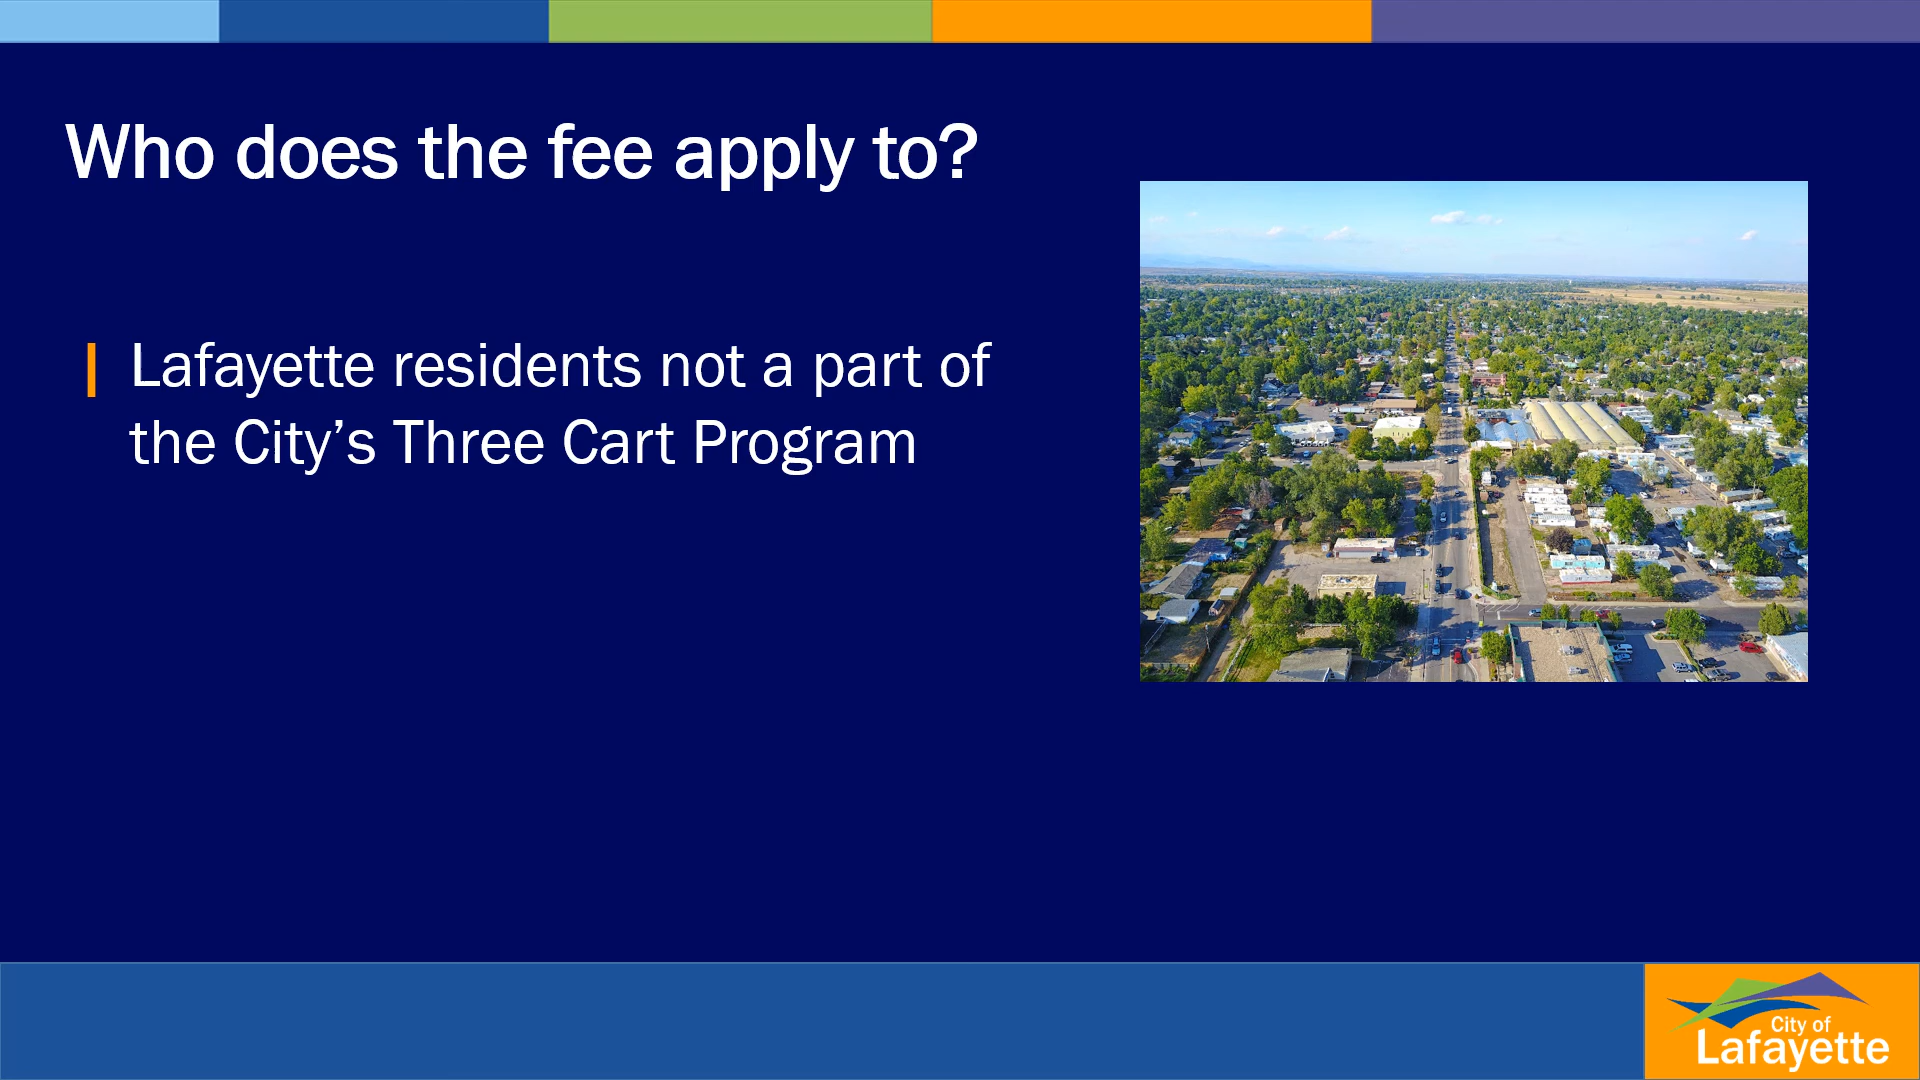 Who does the fee apply to?
Lafayette residents not a part of
the City’s Three Cart Program
City of
Lafayette